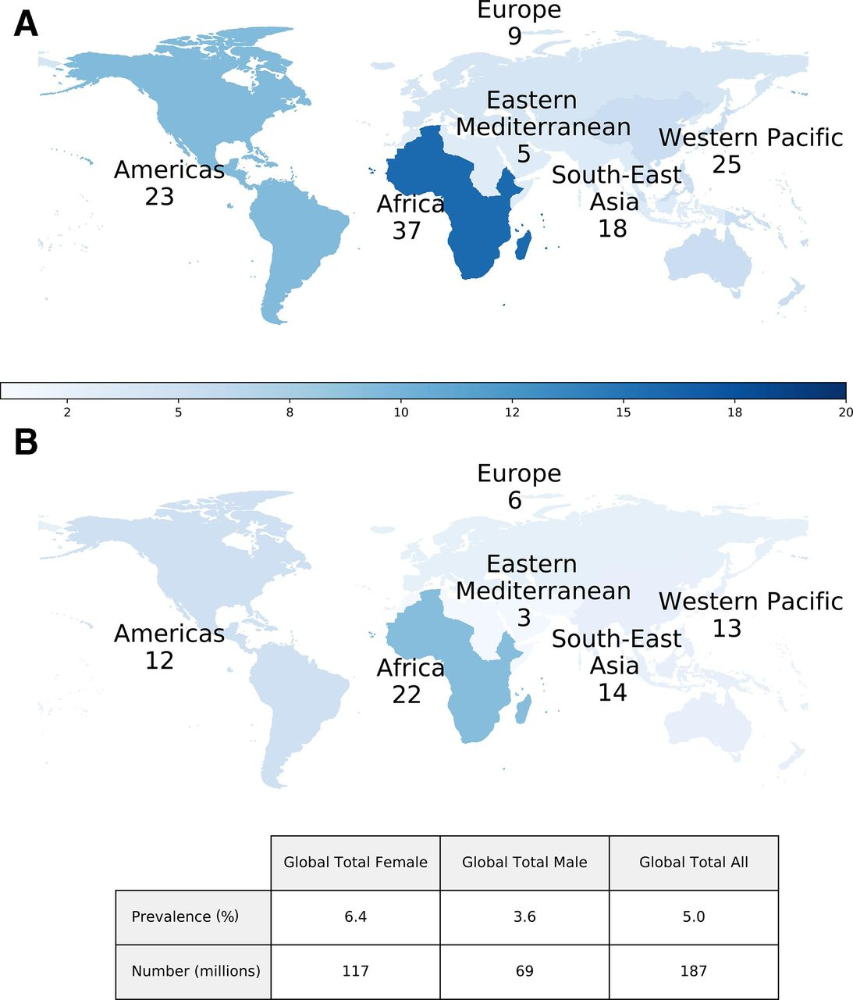 A
Europe
9
Eastern
Mediterranean
5
Western Pacific
25
Americas
23
South-East
Asia
18
Africa
37
2 5 8 10 12 15 18 20
B
Europe
6
Eastern
Mediterranean
3
Western Pacific
13
Americas
12
South-East
Asia
14
Africa
22
Global Total Female Global Total Male Global Total All
Prevalence (%) 6.4 3.6 5.0
Number (millions) 117 69 187